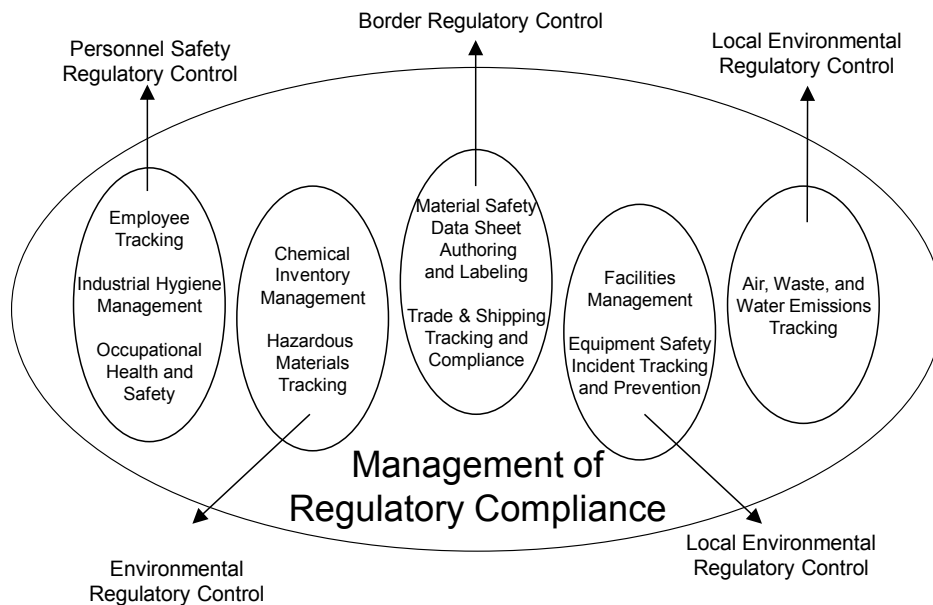 Border Regulatory Control
Personnel Safety
Regulatory Control
Local Environmental
Regulatory Control
Employee
Tracking
Industrial Hygiene
Management
Occupational
Health and
Safety
Chemical
Inventory
Management
Hazardous
Materials
Tracking
Material Safety
Data Sheet
Authoring
and Labeling
Trade & Shipping
Tracking and
Compliance
Facilities
Management
Equipment Safety
Incident Tracking
and Prevention
Air, Waste, and
Water Emissions
Tracking
Management of
Regulatory Compliance
Environmental
Regulatory Control
Local Environmental
Regulatory Control